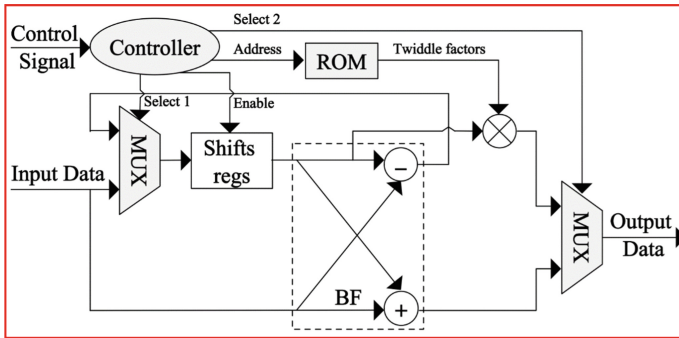 Control
Signal
Controller
Select 2
Address
ROM
Twiddle factors
Select 1
Enable
MUX
Shifts
regs
Input Data
−
×
BF
+
MUX
Output
Data